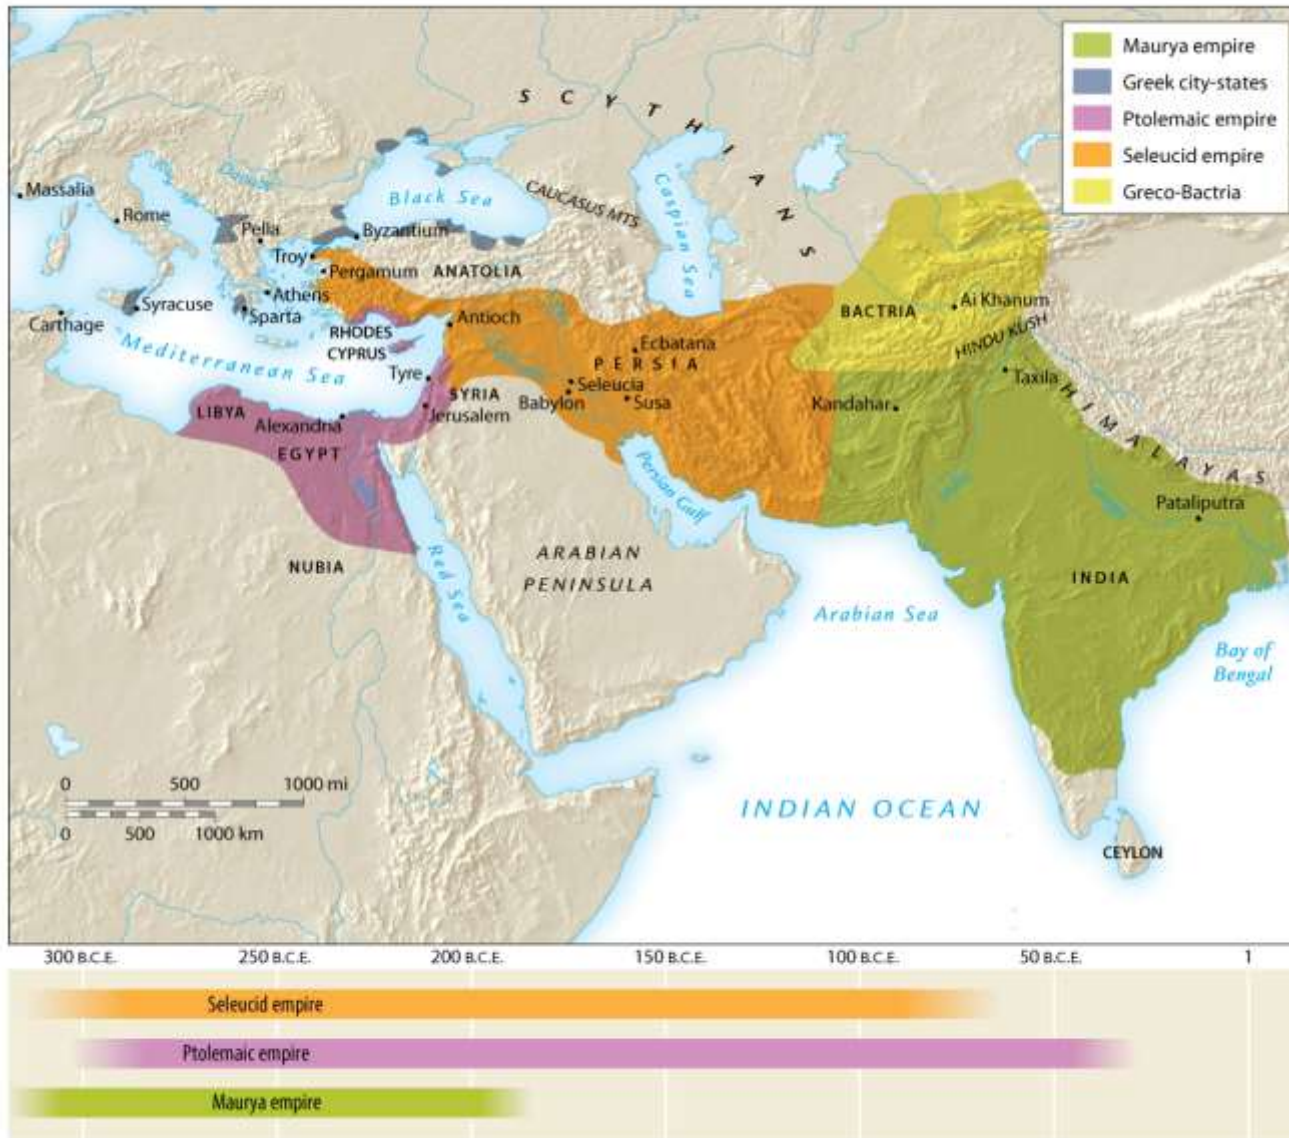 Maurya empire
Greek city-states
Ptolemaic empire
Seleucid empire
Greco-Bactria
SCYTHIANS
Massalia
Rome
Danube
Black Sea
CAUCASUS MTS
Caspian Sea
Pella
Byzantium
Troy
Pergamum
ANATOLIA
Athens
Syracuse
Sparta
Carthage
RHODES
CYPRUS
Antioch
Mediterranean Sea
Ecbatana
PERSIA
BACTRIA
Ai Khanum
HINDU KUSH
Tyre
SYRIA
Seleucia
Babylon
Susa
Kandahar
Taxila
HIMALAYAS
LIBYA
Alexandria
Jerusalem
EGYPT
Persian Gulf
Pataliputra
NUBIA
Red Sea
ARABIAN
PENINSULA
INDIA
Arabian Sea
Bay of
Bengal
0 500 1000 mi
0 500 1000 km
INDIAN OCEAN
CEYLON
300 B.C.E. 250 B.C.E. 200 B.C.E. 150 B.C.E. 100 B.C.E. 50 B.C.E. 1
Seleucid empire
Ptolemaic empire
Maurya empire